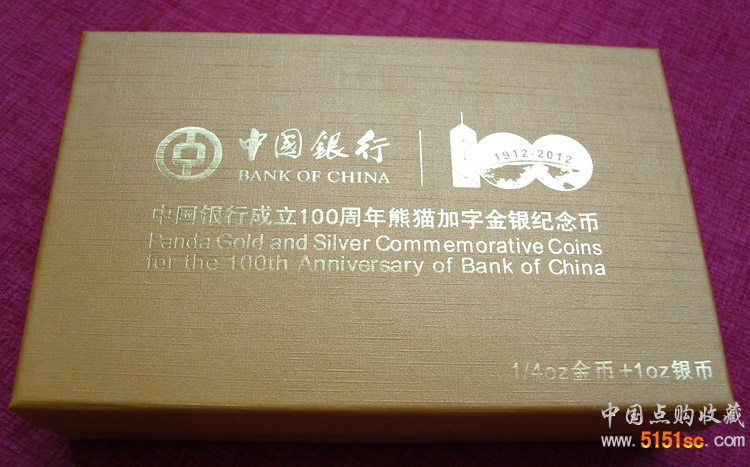 中國銀行
BANK OF CHINA
100
1912-2012
中国银行成立100周年熊猫加字金银纪念币
Panda Gold and Silver Commemorative Coins
for the 100th Anniversary of Bank of China
1/4oz金币+1oz银币
中国点购收藏
www.5151sc.com